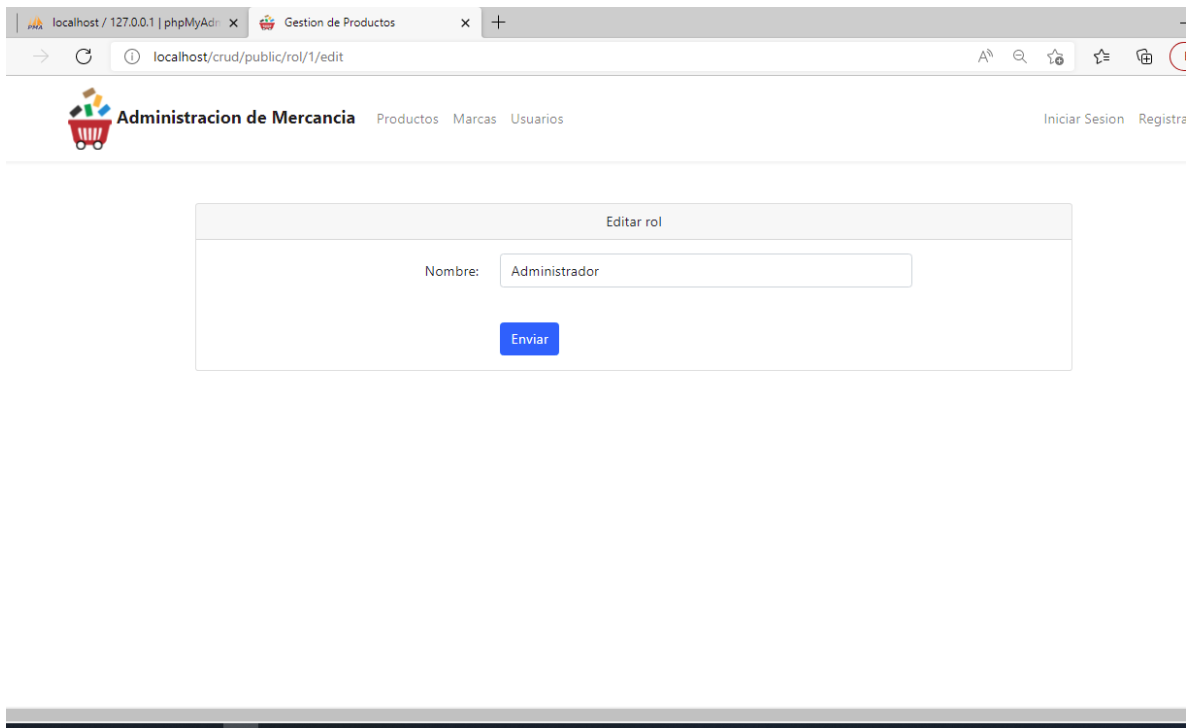 localhost / 127.0.0.1 | phpMyAdm
Gestion de Productos
localhost/crud/public/rol/1/edit
Administracion de Mercancia Productos Marcas Usuarios Iniciar Sesion Registra
Editar rol
Nombre: Administrador
Enviar